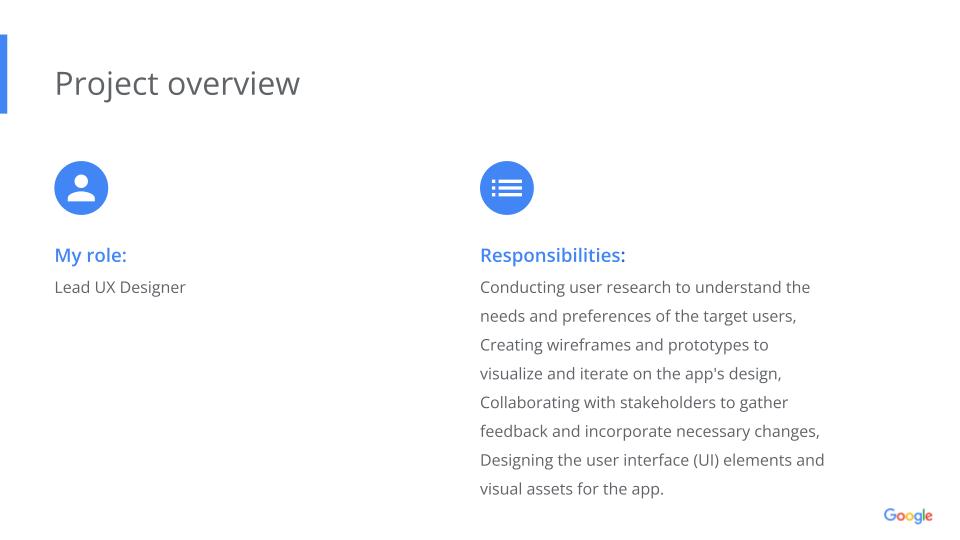 Project overview
My role:
Lead UX Designer
Responsibilities:
Conducting user research to understand the
needs and preferences of the target users,
Creating wireframes and prototypes to
visualize and iterate on the app's design,
Collaborating with stakeholders to gather
feedback and incorporate necessary changes,
Designing the user interface (UI) elements and
visual assets for the app.
Google